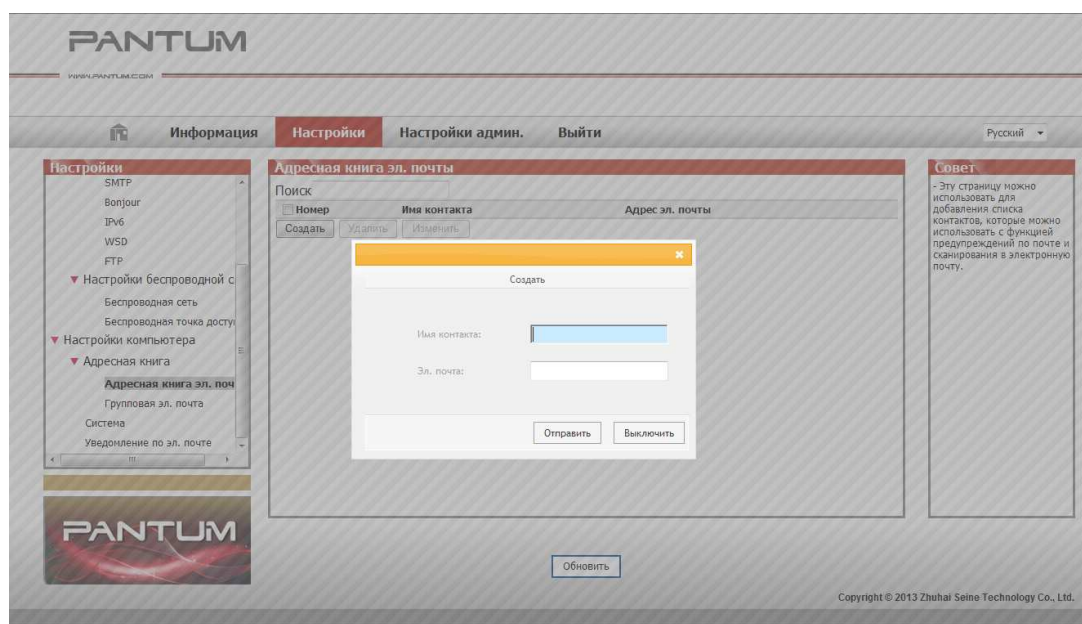 PANTUM
WWW.PANTUM.COM
Информация Настройки Настройки админ. Выйти Русский
Настройки
SMTP
Bonjour
IPv6
WSD
FTP
Настройки беспроводной с
Беспроводная сеть
Беспроводная точка досту
Настройки компьютера
Адресная книга
Адресная книга эл. поч
Групповая эл. почта
Система
Уведомление по эл. почте
PANTUM
Адресная книга эл. почты
Поиск
Номер Имя контакта Адрес эл. почты
Создать Удалить Изменить
Создать
Имя контакта:
Эл. почта:
Отправить Выключить
Обновить
Совет
- Эту страницу можно
использовать для
добавления списка
контактов, которые можно
использовать с функцией
предупреждений по почте и
сканирования в электронную
почту.
Copyright © 2013 Zhuhai Seine Technology Co., Ltd.